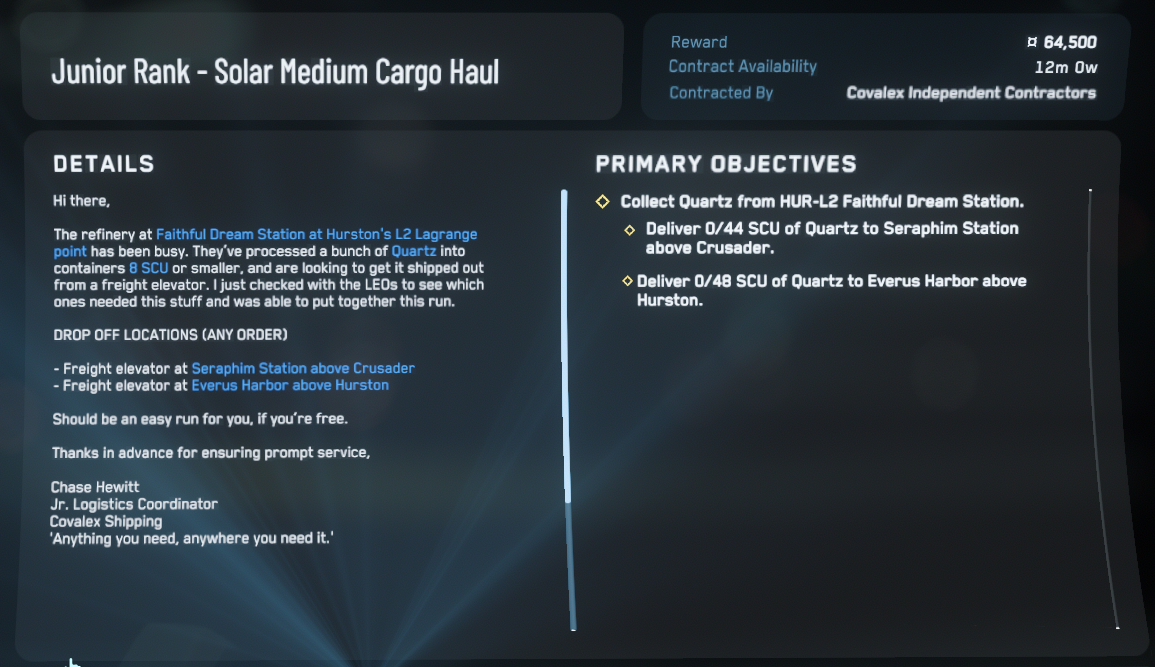 Junior Rank - Solar Medium Cargo Haul
Reward ¤ 64,500
Contract Availability 12m 0w
Contracted By Covalex Independent Contractors
DETAILS
Hi there,
The refinery at Faithful Dream Station at Hurston's L2 Lagrange
point has been busy. They've processed a bunch of Quartz into
containers 8 SCU or smaller, and are looking to get it shipped out
from a freight elevator. I just checked with the LEOs to see which
ones needed this stuff and was able to put together this run.
DROP OFF LOCATIONS (ANY ORDER)
- Freight elevator at Seraphim Station above Crusader
- Freight elevator at Everus Harbor above Hurston
Should be an easy run for you, if you're free.
Thanks in advance for ensuring prompt service,
Chase Hewitt
Jr. Logistics Coordinator
Covalex Shipping
'Anything you need, anywhere you need it.'
PRIMARY OBJECTIVES
Collect Quartz from HUR-L2 Faithful Dream Station.
Deliver 0/44 SCU of Quartz to Seraphim Station
above Crusader.
Deliver 0/48 SCU of Quartz to Everus Harbor above
Hurston.